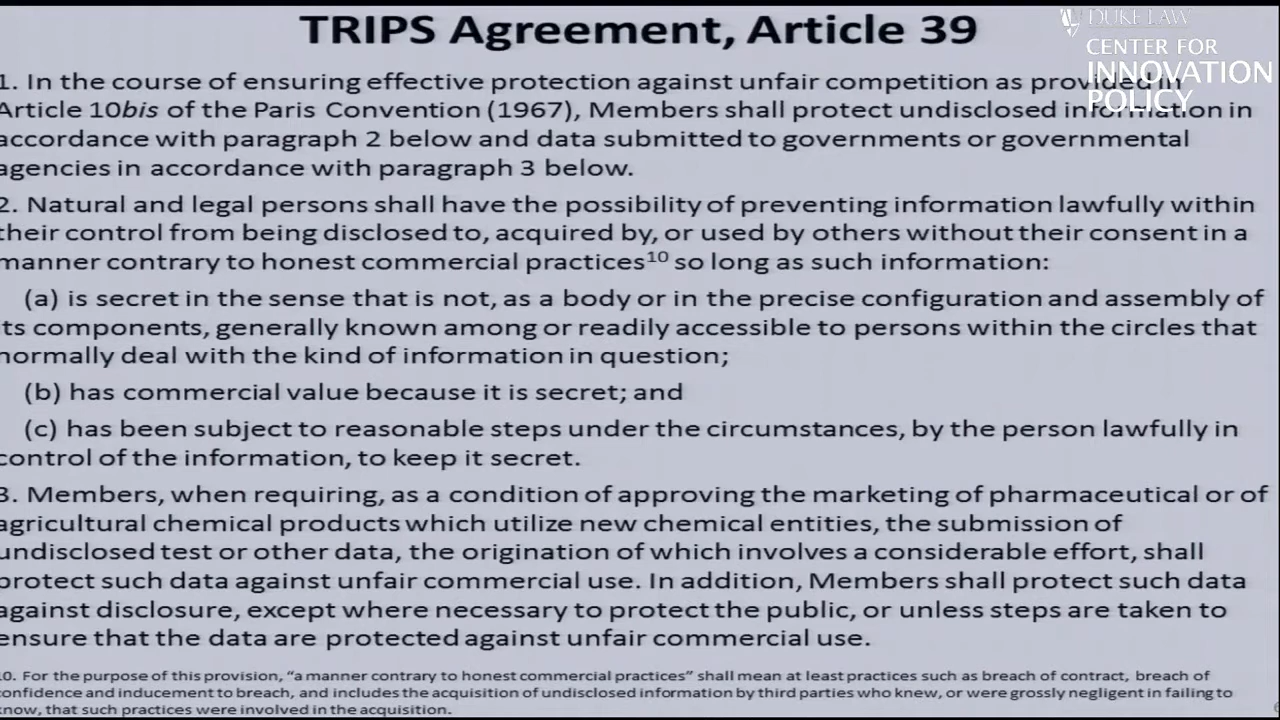 TRIPS Agreement, Article 39
DUKE LAW
CENTER FOR
INNOVATION
POLICY
1. In the course of ensuring effective protection against unfair competition as provided in
Article 10bis of the Paris Convention (1967), Members shall protect undisclosed information in
accordance with paragraph 2 below and data submitted to governments or governmental
agencies in accordance with paragraph 3 below.
2. Natural and legal persons shall have the possibility of preventing information lawfully within
their control from being disclosed to, acquired by, or used by others without their consent in a
manner contrary to honest commercial practices10 so long as such information:
(a) is secret in the sense that is not, as a body or in the precise configuration and assembly of
its components, generally known among or readily accessible to persons within the circles that
normally deal with the kind of information in question;
(b) has commercial value because it is secret; and
(c) has been subject to reasonable steps under the circumstances, by the person lawfully in
control of the information, to keep it secret.
3. Members, when requiring, as a condition of approving the marketing of pharmaceutical or of
agricultural chemical products which utilize new chemical entities, the submission of
undisclosed test or other data, the origination of which involves a considerable effort, shall
protect such data against unfair commercial use. In addition, Members shall protect such data
against disclosure, except where necessary to protect the public, or unless steps are taken to
ensure that the data are protected against unfair commercial use.
10. For the purpose of this provision, “a manner contrary to honest commercial practices” shall mean at least practices such as breach of contract, breach of
confidence and inducement to breach, and includes the acquisition of undisclosed information by third parties who knew, or were grossly negligent in failing to
know, that such practices were involved in the acquisition.